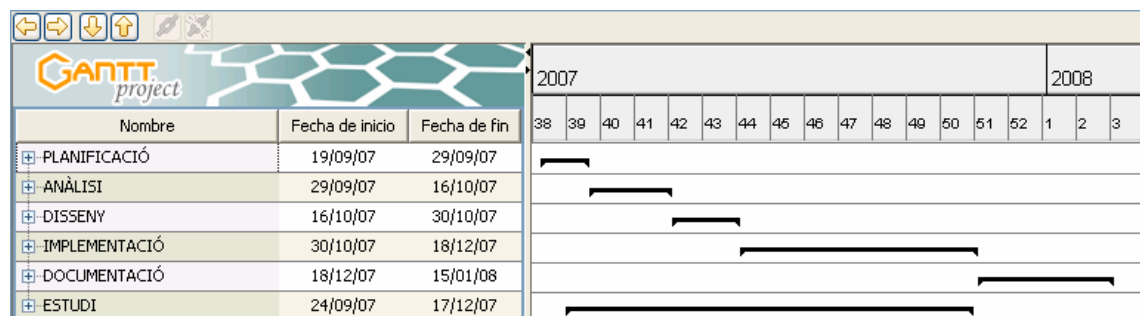 GANTT
project
2007 2008
Nombre Fecha de inicio Fecha de fin 38 39 40 41 42 43 44 45 46 47 48 49 50 51 52 1 2 3
PLANIFICACIÓ 19/09/07 29/09/07
ANÀLISI 29/09/07 16/10/07
DISSENY 16/10/07 30/10/07
IMPLEMENTACIÓ 30/10/07 18/12/07
DOCUMENTACIÓ 18/12/07 15/01/08
ESTUDI 24/09/07 17/12/07